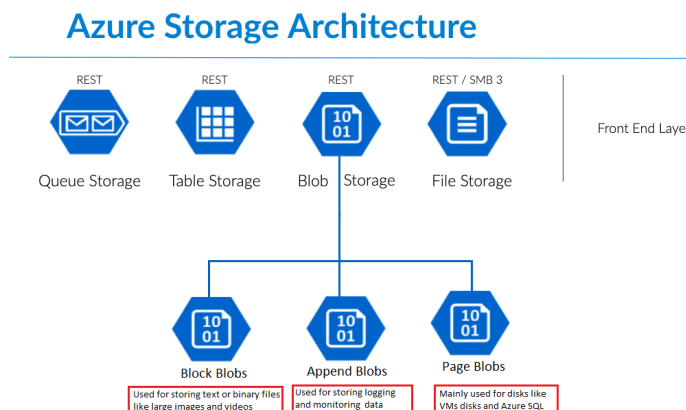 Azure Storage Architecture
REST
REST
REST
REST / SMB 3
10
01
Front End Laye
Queue Storage
Table Storage
Blob Storage
File Storage
10
01
10
01
10
01
Block Blobs
Append Blobs
Page Blobs
Used for storing text or binary files
like large images and videos
Used for storing logging
and monitoring data
Mainly used for disks like
VMs disks and Azure SQL